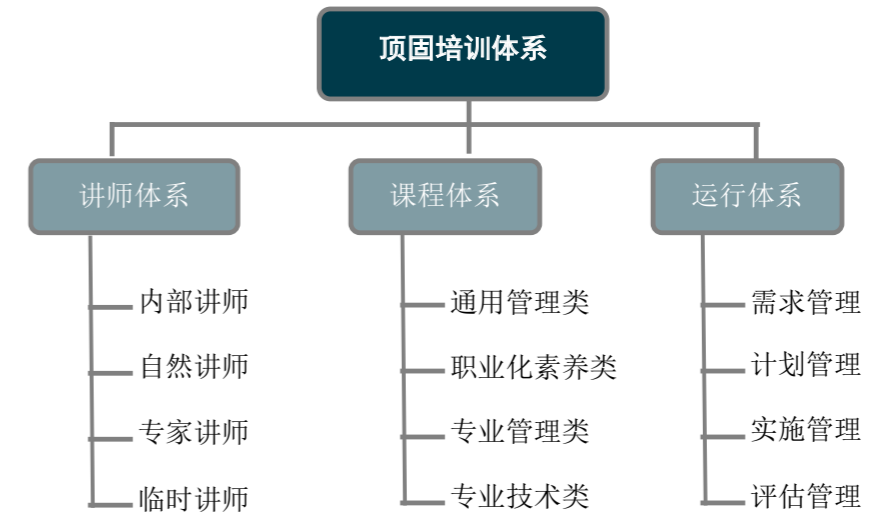 顶固培训体系
讲师体系
课程体系
运行体系
内部讲师
自然讲师
专家讲师
临时讲师
通用管理类
职业化素养类
专业管理类
专业技术类
需求管理
计划管理
实施管理
评估管理